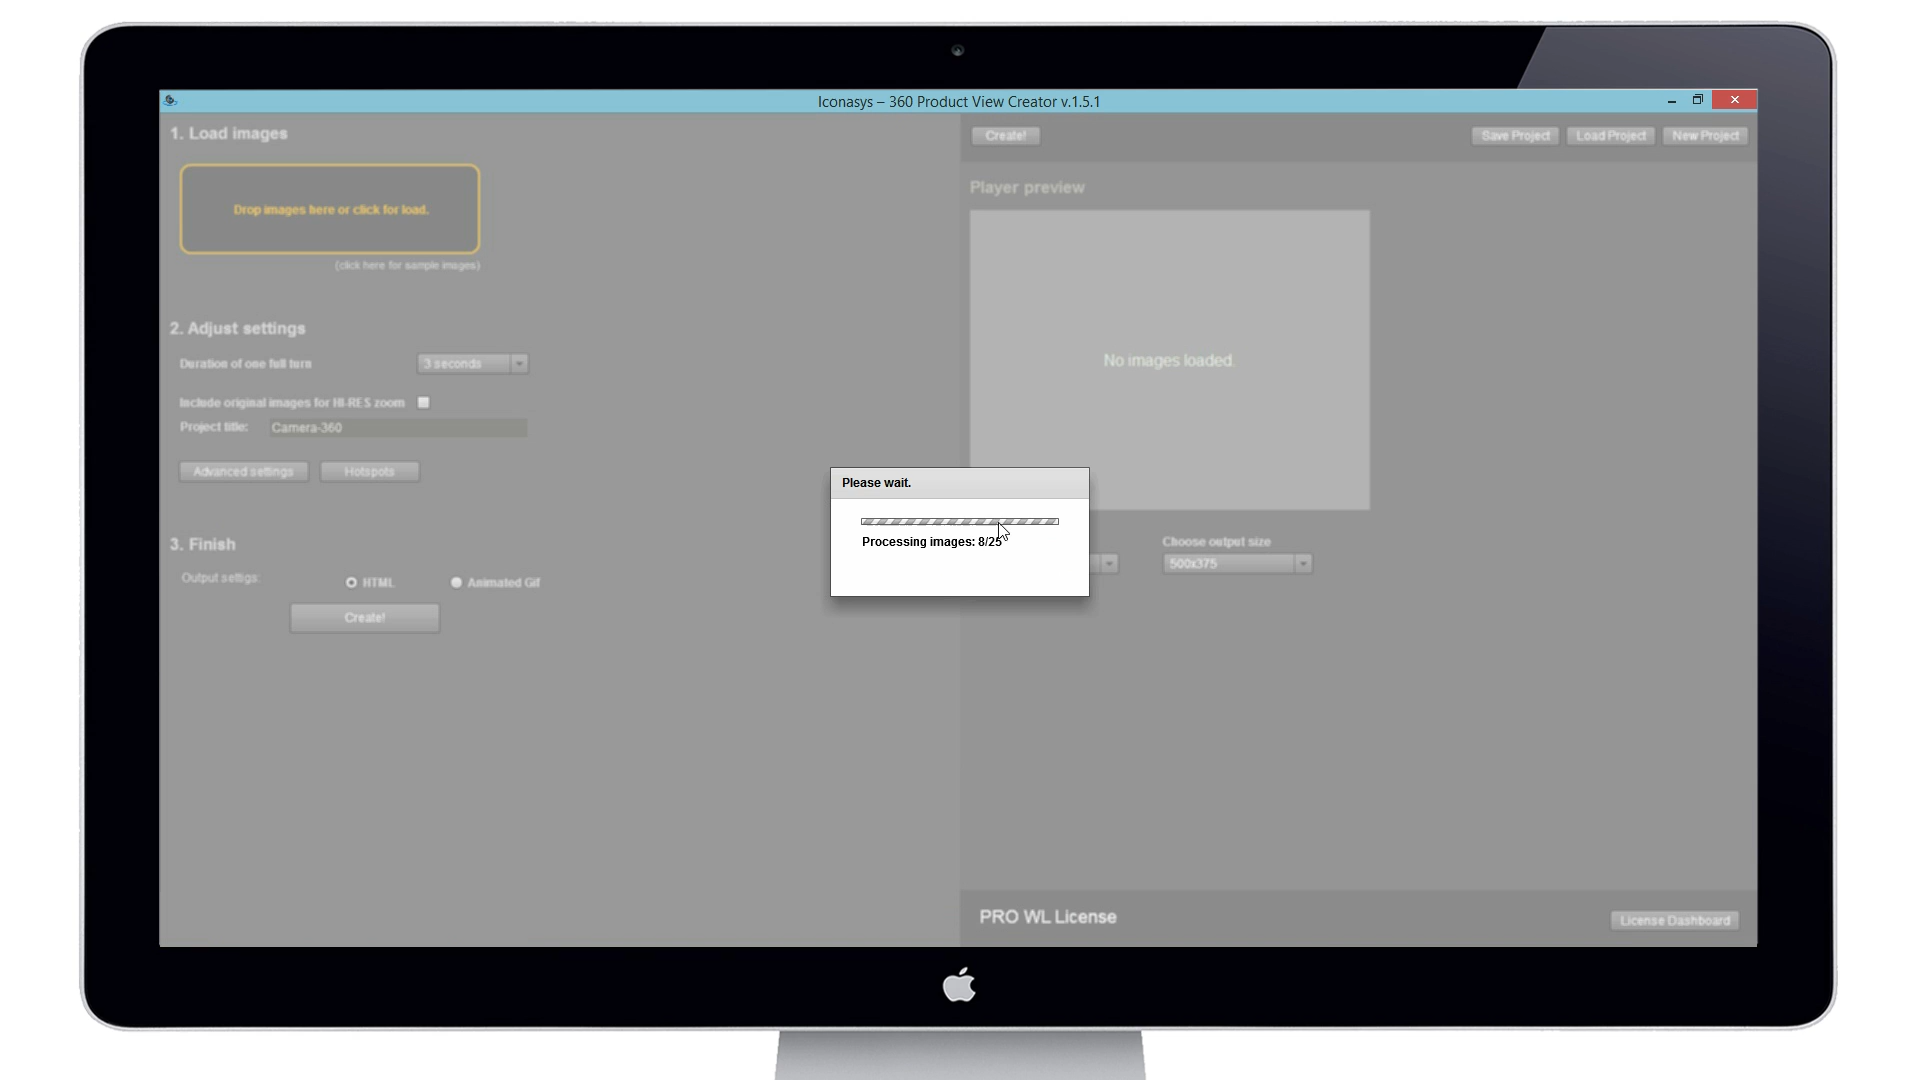 Iconasys – 360 Product View Creator v.1.5.1
1. Load images
Drop images here or click for load.
(click here for sample images)
2. Adjust settings
Duration of one full turn
3 seconds
Include original images for HI-RES zoom
Project title:
Camera-360
Advanced settings
Hotspots
3. Finish
Output settigs:
HTML
Animated Gif
Create!
Create!
Save Project
Load Project
New Project
Player preview
No images loaded.
Please wait.
Processing images: 8/25
Choose output size
500x375
PRO WL License
License Dashboard